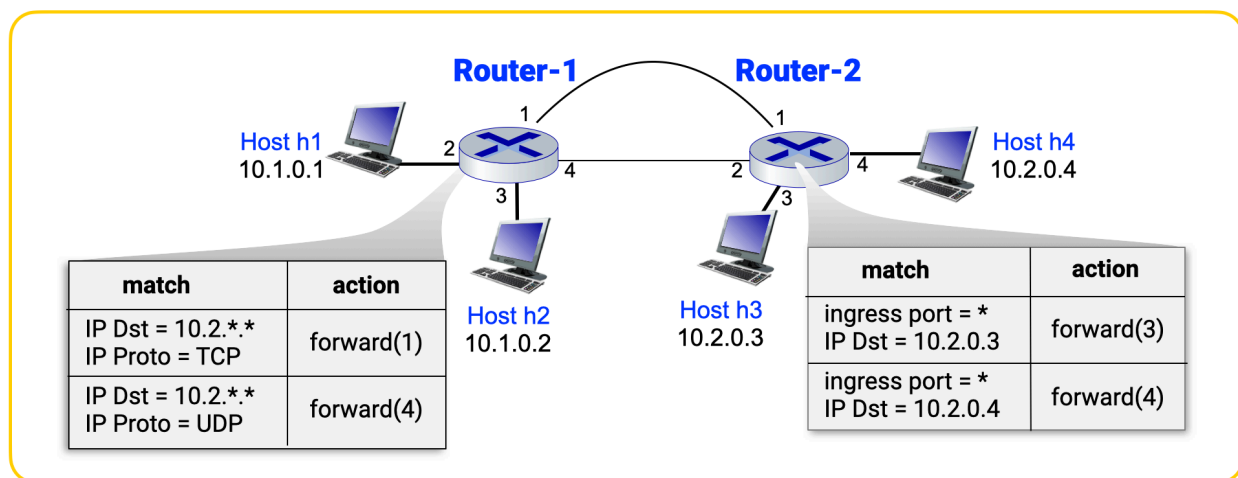 Router-1
Router-2
1
1
Host h1
10.1.0.1
2
4
2
4
Host h4
10.2.0.4
3
3
match
action
IP Dst = 10.2.*.*
IP Proto = TCP
forward(1)
IP Dst = 10.2.*.*
IP Proto = UDP
forward(4)
Host h2
10.1.0.2
Host h3
10.2.0.3
match
action
ingress port = *
IP Dst = 10.2.0.3
forward(3)
ingress port = *
IP Dst = 10.2.0.4
forward(4)